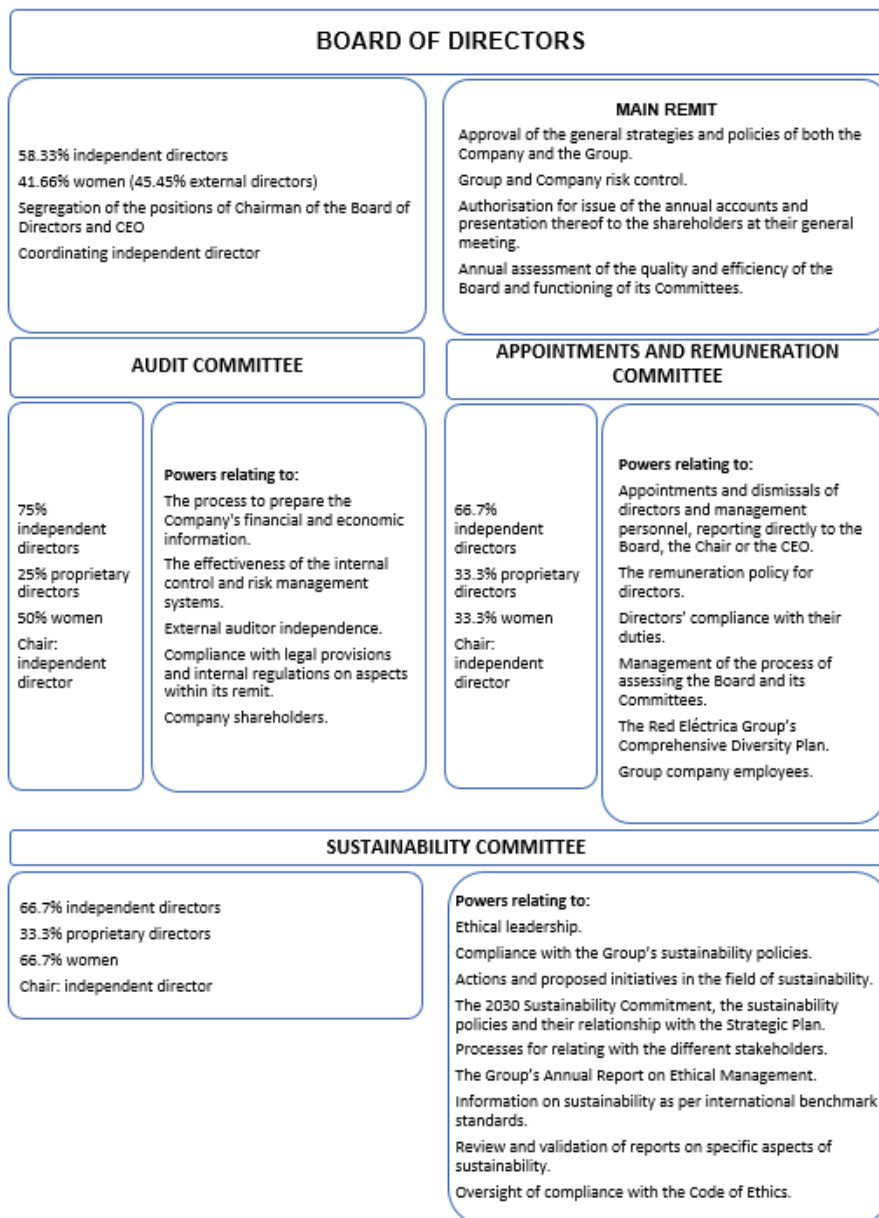 BOARD OF DIRECTORS
58.33% independent directors
41.66% women (45.45% external directors)
Segregation of the positions of Chairman of the Board of
Directors and CEO
Coordinating independent director
MAIN REMIT
Approval of the general strategies and policies of both the
Company and the Group.
Group and Company risk control.
Authorisation for issue of the annual accounts and
presentation thereof to the shareholders at their general
meeting.
Annual assessment of the quality and efficiency of the
Board and functioning of its Committees.
AUDIT COMMITTEE
75%
independent
directors
25% proprietary
directors
50% women
Chair:
independent
director
Powers relating to:
The process to prepare the
Company's financial and economic
information.
The effectiveness of the internal
control and risk management
systems.
External auditor independence.
Compliance with legal provisions
and internal regulations on aspects
within its remit.
Company shareholders.
APPOINTMENTS AND REMUNERATION
COMMITTEE
66.7%
independent
directors
33.3% proprietary
directors
33.3% women
Chair:
independent
director
Powers relating to:
Appointments and dismissals of
directors and management
personnel, reporting directly to the
Board, the Chair or the CEO.
The remuneration policy for
directors.
Directors’ compliance with their
duties.
Management of the process of
assessing the Board and its
Committees.
The Red Eléctrica Group’s
Comprehensive Diversity Plan.
Group company employees.
SUSTAINABILITY COMMITTEE
66.7% independent directors
33.3% proprietary directors
66.7% women
Chair: independent director
Powers relating to:
Ethical leadership.
Compliance with the Group’s sustainability policies.
Actions and proposed initiatives in the field of sustainability.
The 2030 Sustainability Commitment, the sustainability
policies and their relationship with the Strategic Plan.
Processes for relating with the different stakeholders.
The Group’s Annual Report on Ethical Management.
Information on sustainability as per international benchmark
standards.
Review and validation of reports on specific aspects of
sustainability.
Oversight of compliance with the Code of Ethics.